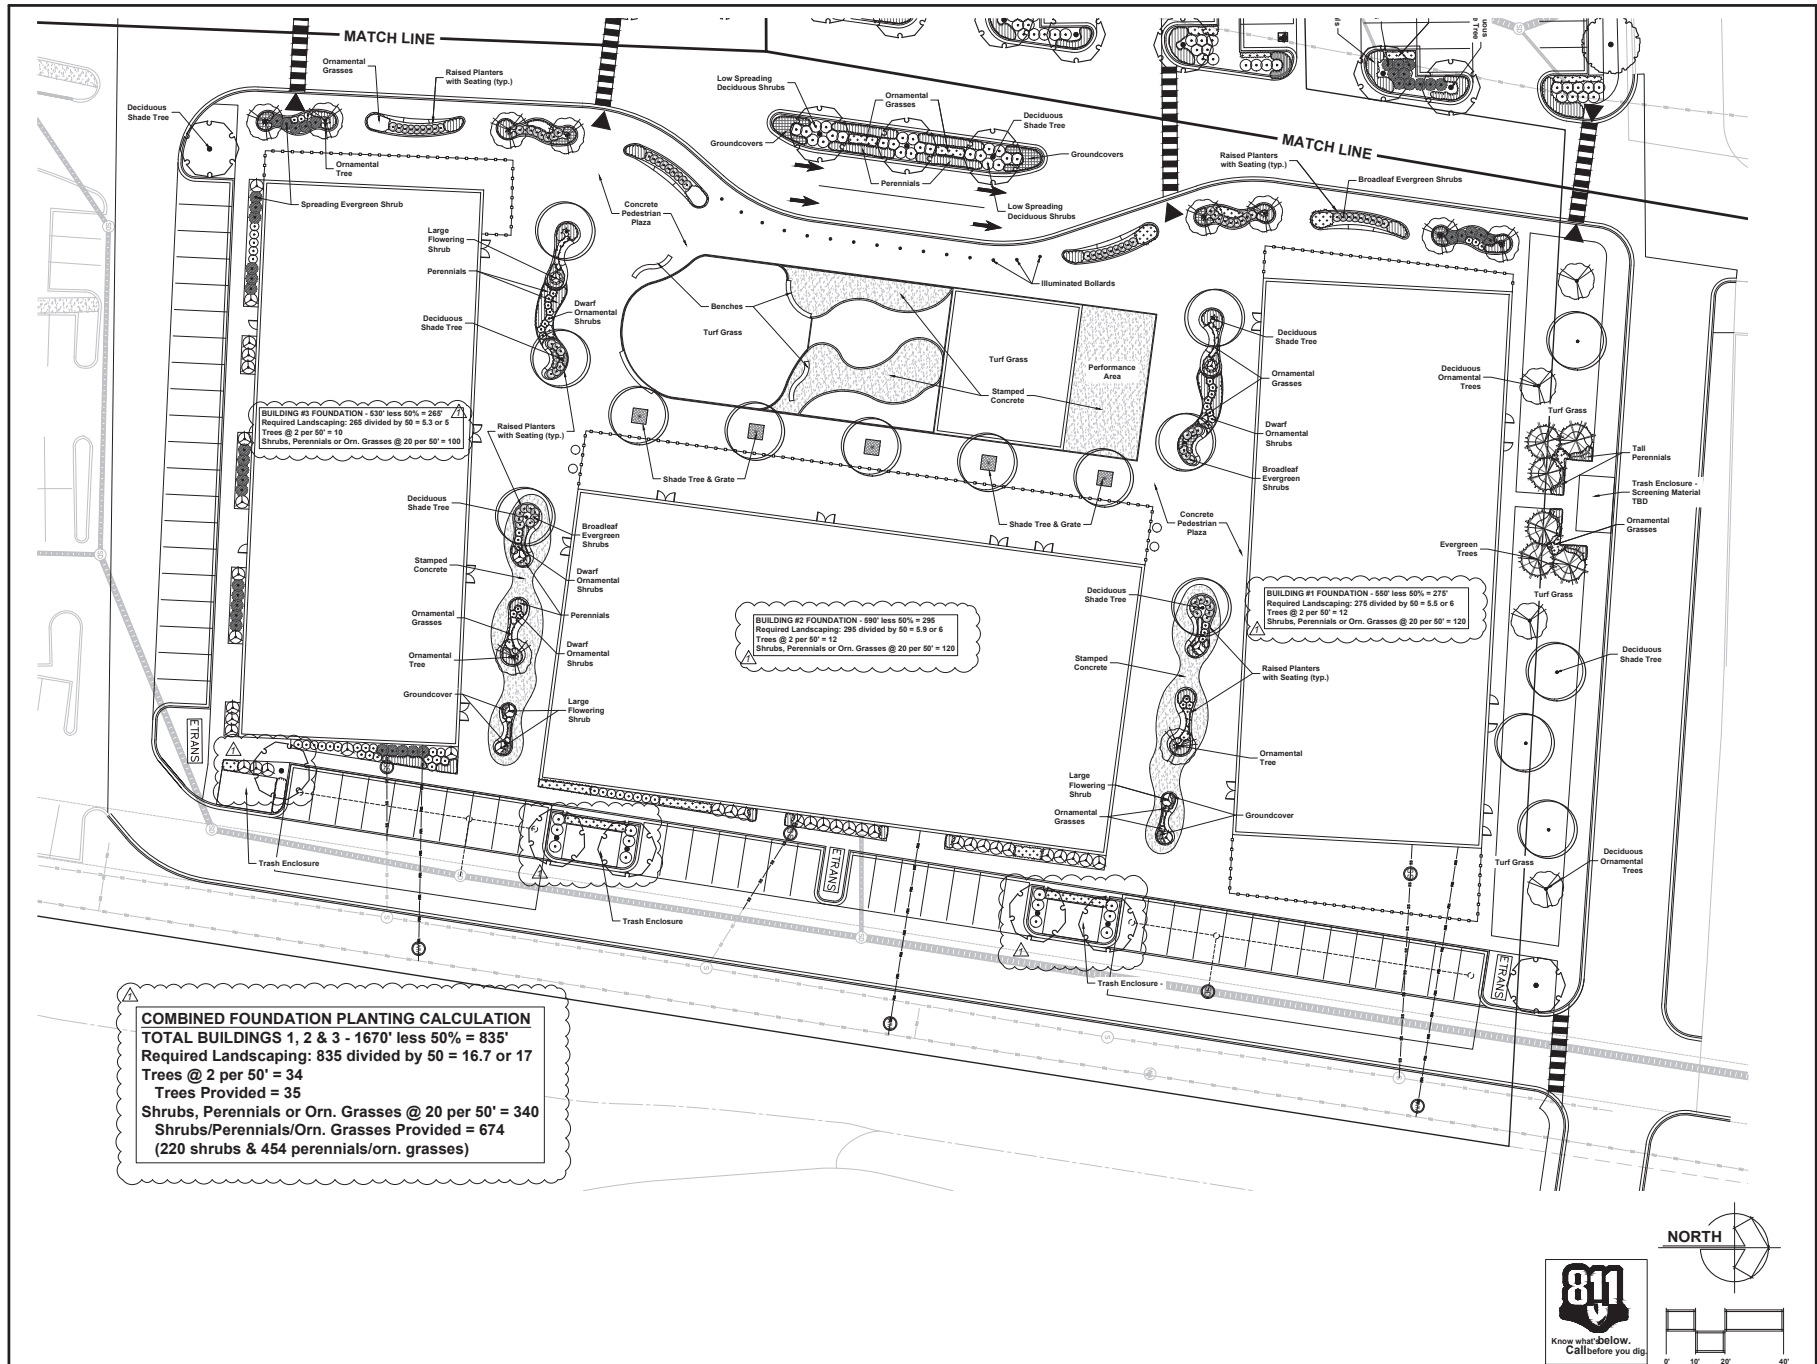 MATCH LINE
Ornamental
Grasses
Raised Planters
with Seating (typ.)
Deciduous
Shade Tree
Ornamental
Tree
Spreading Evergreen Shrub
Low Spreading
Deciduous Shrubs
Ornamental
Grasses
Deciduous
Shade Tree
Groundcovers
Groundcovers
Perennials
Low Spreading
Deciduous Shrubs
MATCH LINE
Raised Planters
with Seating (typ.)
Broadleaf Evergreen Shrubs
Concrete
Pedestrian
Plaza
Large
Flowering
Shrub
Perennials
Dwarf
Ornamental
Shrubs
Deciduous
Shade Tree
Benches
Turf Grass
Illuminated Bollards
Turf Grass
Stamped
Concrete
Performance
Area
Deciduous
Shade Tree
Ornamental
Grasses
Dwarf
Ornamental
Shrubs
Broadleaf
Evergreen
Shrubs
Deciduous
Ornamental
Trees
Turf Grass
Tall
Perennials
Trash Enclosure -
Screening Material
TBD
Ornamental
Grasses
Evergreen
Trees
Turf Grass
BUILDING #3 FOUNDATION - 530' less 50% = 265'
Required Landscaping: 265 divided by 50 = 5.3 or 5
Trees @ 2 per 50' = 10
Shrubs, Perennials or Orn. Grasses @ 20 per 50' = 100
1
Raised Planters
with Seating (typ.)
Shade Tree & Grate
Shade Tree & Grate
Concrete
Pedestrian
Plaza
Deciduous
Shade Tree
Broadleaf
Evergreen
Shrubs
Stamped
Concrete
Dwarf
Ornamental
Shrubs
Perennials
Ornamental
Grasses
Dwarf
Ornamental
Shrubs
Ornamental
Tree
Groundcover
Large
Flowering
Shrub
BUILDING #2 FOUNDATION - 590' less 50% = 295
Required Landscaping: 295 divided by 50 = 5.9 or 6
Trees @ 2 per 50' = 12
Shrubs, Perennials or Orn. Grasses @ 20 per 50' = 120
1
BUILDING #1 FOUNDATION - 550' less 50% = 275'
Required Landscaping: 275 divided by 50 = 5.5 or 6
Trees @ 2 per 50' = 12
Shrubs, Perennials or Orn. Grasses @ 20 per 50' = 120
1
Deciduous
Shade Tree
Stamped
Concrete
Raised Planters
with Seating (typ.)
Deciduous
Shade Tree
Ornamental
Tree
Large
Flowering
Shrub
Ornamental
Grasses
Groundcover
Turf Grass
Deciduous
Ornamental
Trees
ETRANS
1
Trash Enclosure
1
Trash Enclosure
ETRANS
1
Trash Enclosure -
ETRANS
1
COMBINED FOUNDATION PLANTING CALCULATION
TOTAL BUILDINGS 1, 2 & 3 - 1670' less 50% = 835'
Required Landscaping: 835 divided by 50 = 16.7 or 17
Trees @ 2 per 50' = 34
Trees Provided = 35
Shrubs, Perennials or Orn. Grasses @ 20 per 50' = 340
Shrubs/Perennials/Orn. Grasses Provided = 674
(220 shrubs & 454 perennials/orn. grasses)
NORTH
811
Know what's below.
Call before you dig.
0' 10' 20' 40'